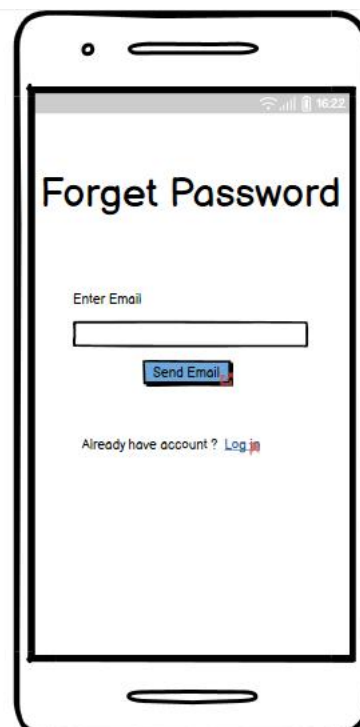 16:22
Forget Password
Enter Email
Send Email
Already have account ? Log in